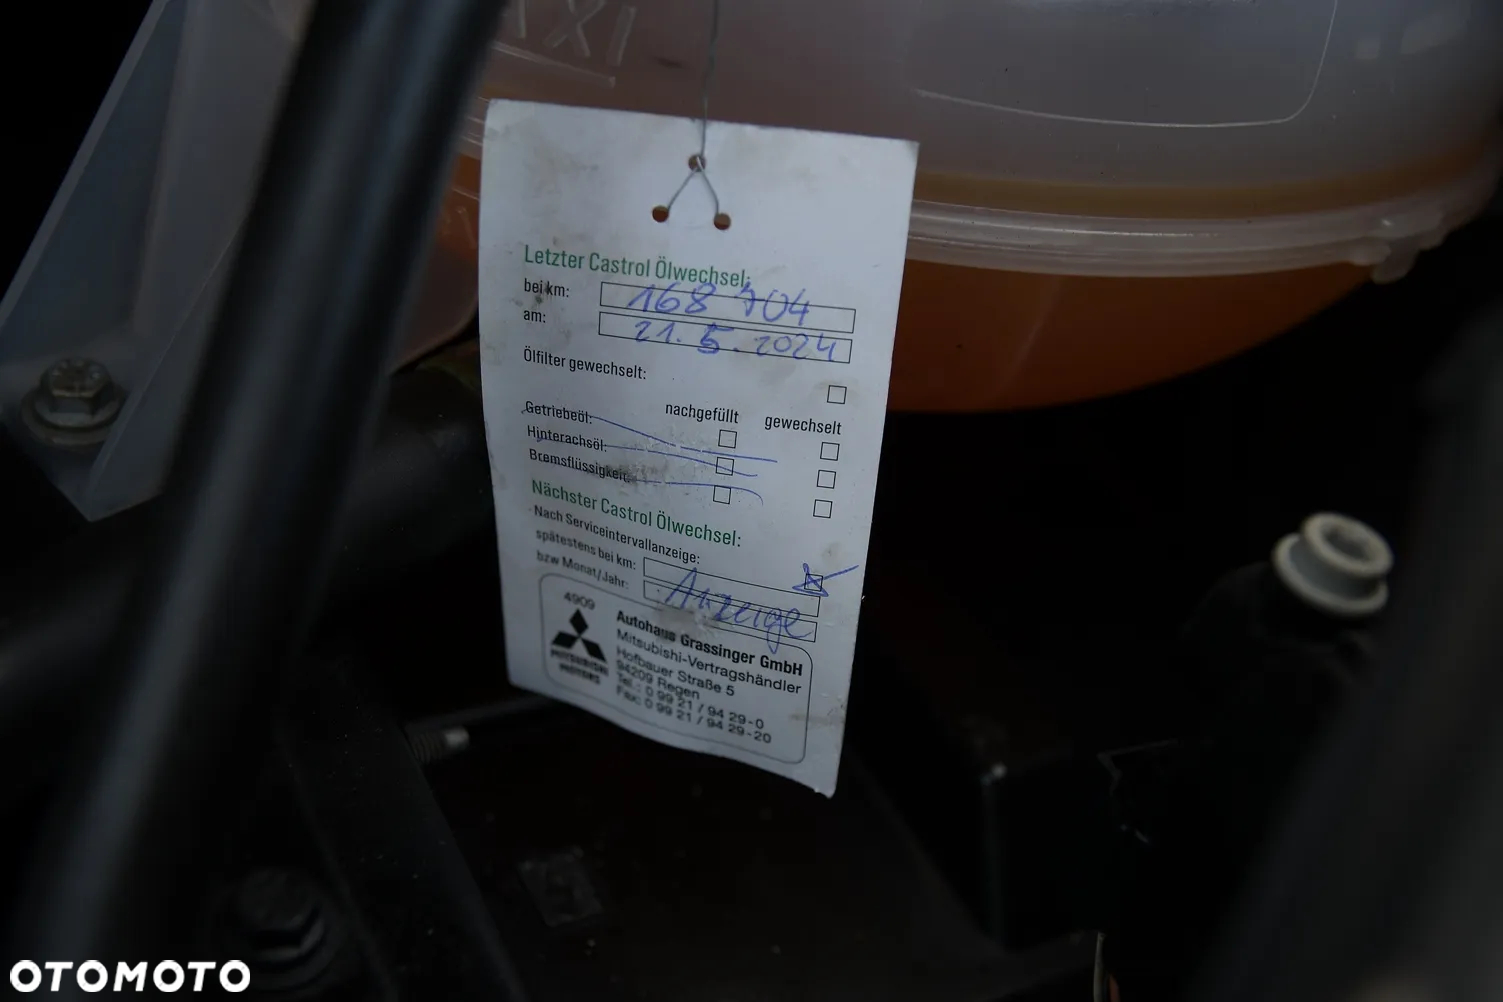 Letzter Castrol Ölwechsel:
bei km: 168 704
am: 21.5.2024
Ölfilter gewechselt:
nachgefüllt gewechselt
Getriebeöl:
Hinterachsöl:
Bremsflüssigkeit:
Nächster Castrol Ölwechsel:
Nach Serviceintervallanzeige:
spätestens bei km:
bzw Monat/Jahr: Anzeige
4909
MITSUBISHI
MOTORS
Autohaus Grassinger GmbH
Mitsubishi-Vertragshändler
Hofbauer Straße 5
94209 Regen
Tel.: 0 99 21 / 94 29-0
Fax: 0 99 21 / 94 29-20
OTOMOTO